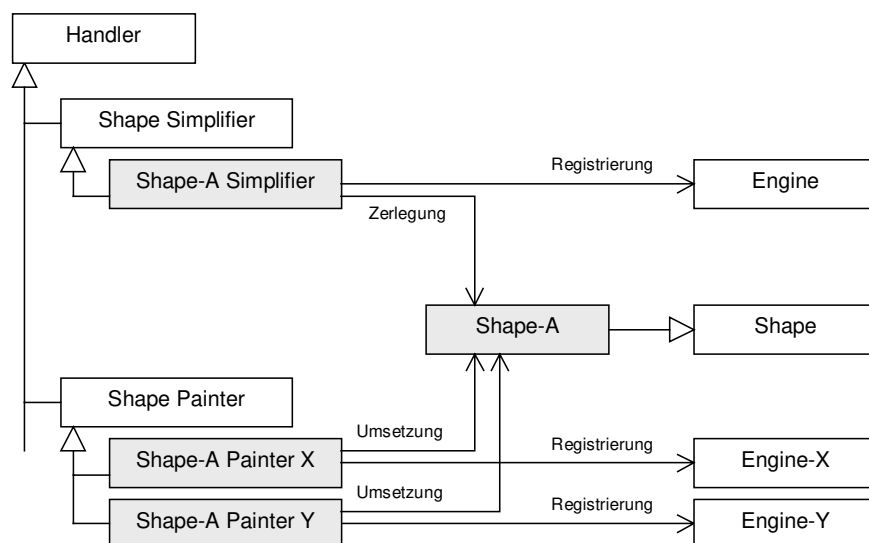 Handler
Shape Simplifier
Shape-A Simplifier
Registrierung
Engine
Zerlegung
Shape-A
Shape
Shape Painter
Umsetzung
Shape-A Painter X
Registrierung
Engine-X
Umsetzung
Shape-A Painter Y
Registrierung
Engine-Y